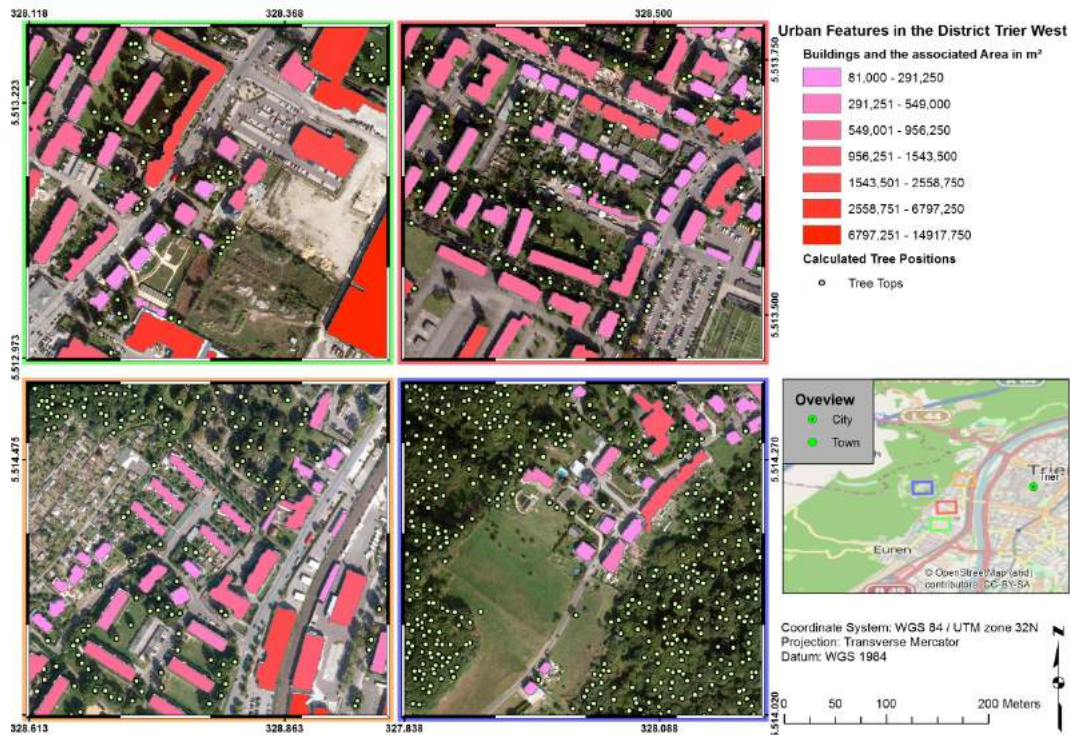 328.118
328.368
328.500
5.513.223
5.512.973
5.513.750
5.513.500
Urban Features in the District Trier West
Buildings and the associated Area in m²
81,000 - 291,250
291,251 - 549,000
549,001 - 956,250
956,251 - 1543,500
1543,501 - 2558,750
2558,751 - 6797,250
6797,251 - 14917,750
Calculated Tree Positions
Tree Tops
5.514.475
328.613
328.863
5.514.270
5.514.020
327.838
328.088
Oveview
City
Town
Trier
Euren
© OpenStreetMap (and)
contributors, CC-BY-SA
Coordinate System: WGS 84 / UTM zone 32N
Projection: Transverse Mercator
Datum: WGS 1984
N
0 50 100 200 Meters